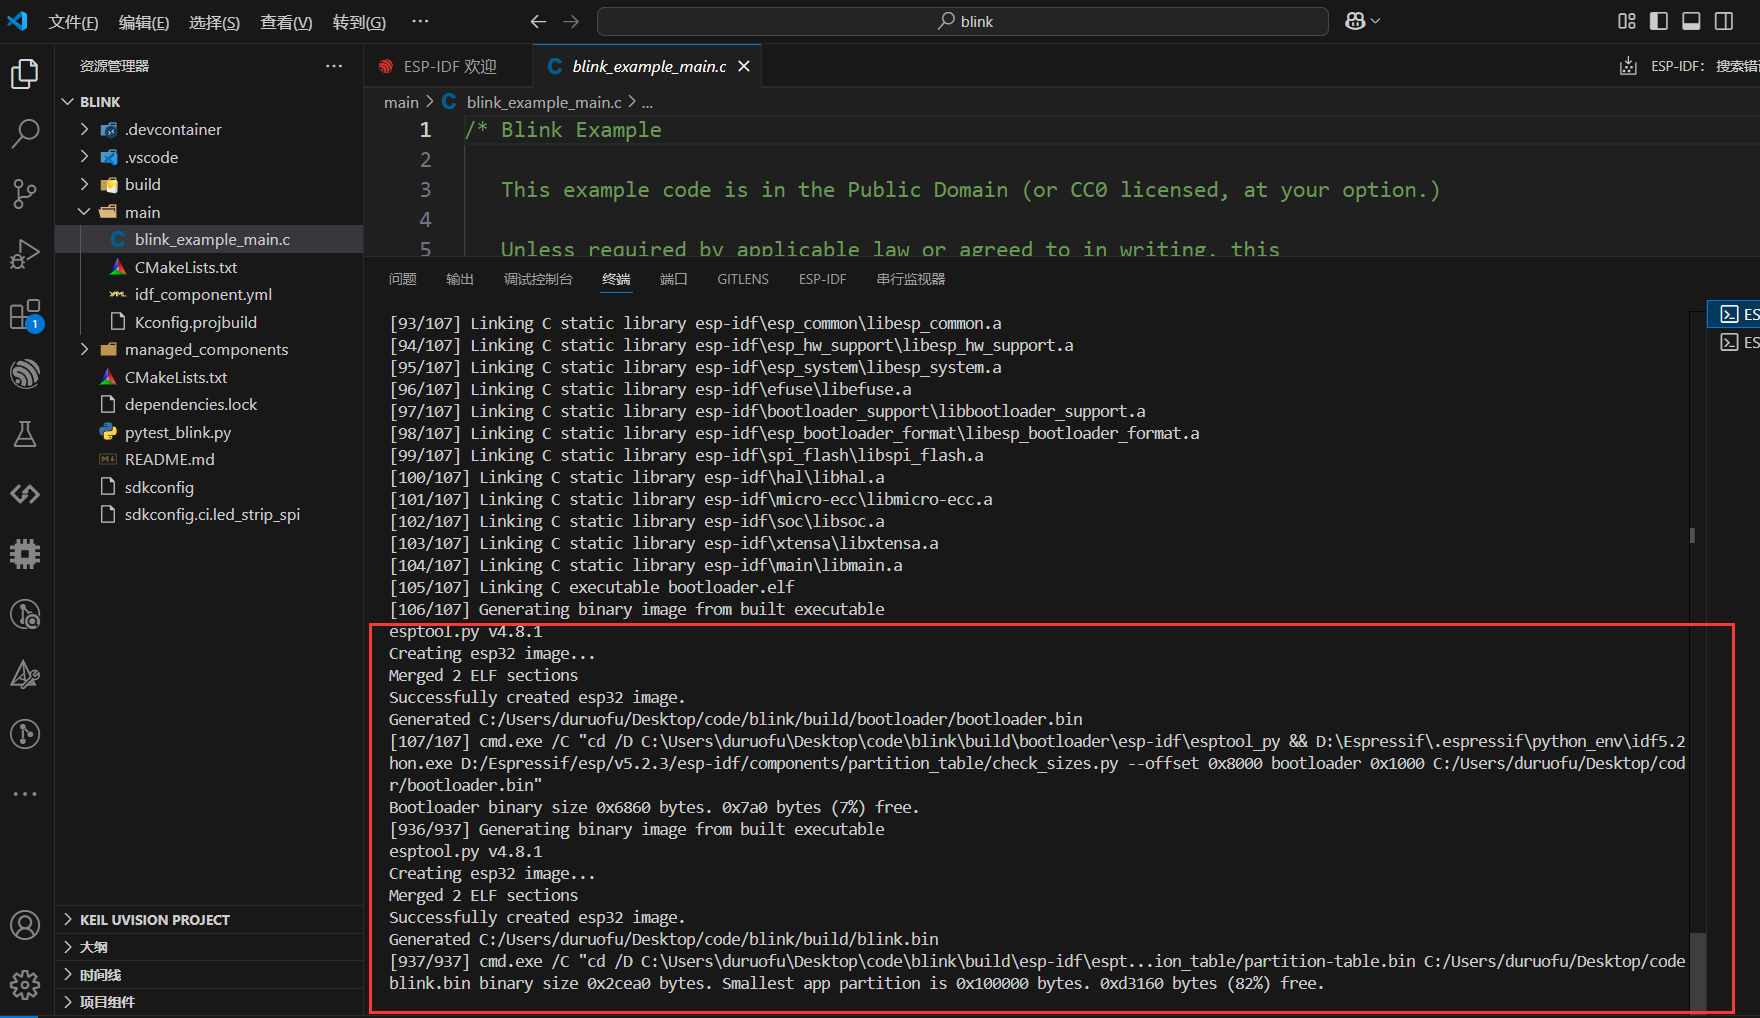 文件(F) 编辑(E) 选择(S) 查看(V) 转到(G) ··· blink
资源管理器 ···
ESP-IDF 欢迎
blink_example_main.c
ESP-IDF: 搜索错
main > blink_example_main.c > ...
BLINK
.devcontainer
.vscode
build
main
blink_example_main.c
CMakeLists.txt
idf_component.yml
Kconfig.projbuild
managed_components
CMakeLists.txt
dependencies.lock
pytest_blink.py
README.md
sdkconfig
sdkconfig.ci.led_strip_spi
KEIL UVISION PROJECT
大纲
时间线
项目组件
1
1 /* Blink Example
2
3 This example code is in the Public Domain (or CC0 licensed, at your option.)
4
5 Unless required by applicable law or agreed to in writing, this
问题 输出 调试控制台 终端 端口 GITLENS ESP-IDF 串行监视器
ES
ES
[93/107] Linking C static library esp-idf\esp_common\libesp_common.a
[94/107] Linking C static library esp-idf\esp_hw_support\libesp_hw_support.a
[95/107] Linking C static library esp-idf\esp_system\libesp_system.a
[96/107] Linking C static library esp-idf\efuse\libefuse.a
[97/107] Linking C static library esp-idf\bootloader_support\libbootloader_support.a
[98/107] Linking C static library esp-idf\esp_bootloader_format\libesp_bootloader_format.a
[99/107] Linking C static library esp-idf\spi_flash\libspi_flash.a
[100/107] Linking C static library esp-idf\hal\libhal.a
[101/107] Linking C static library esp-idf\micro-ecc\libmicro-ecc.a
[102/107] Linking C static library esp-idf\soc\libsoc.a
[103/107] Linking C static library esp-idf\xtensa\libxtensa.a
[104/107] Linking C static library esp-idf\main\libmain.a
[105/107] Linking C executable bootloader.elf
[106/107] Generating binary image from built executable
esptool.py v4.8.1
Creating esp32 image...
Merged 2 ELF sections
Successfully created esp32 image.
Generated C:/Users/duruofu/Desktop/code/blink/build/bootloader/bootloader.bin
[107/107] cmd.exe /C "cd /D C:\Users\duruofu\Desktop\code\blink\build\bootloader\esp-idf\esptool_py && D:\Espressif\.espressif\python_env\idf5.2
hon.exe D:/Espressif/esp/v5.2.3/esp-idf/components/partition_table/check_sizes.py --offset 0x8000 bootloader 0x1000 C:/Users/duruofu/Desktop/cod
r/bootloader.bin"
Bootloader binary size 0x6860 bytes. 0x7a0 bytes (7%) free.
[936/937] Generating binary image from built executable
esptool.py v4.8.1
Creating esp32 image...
Merged 2 ELF sections
Successfully created esp32 image.
Generated C:/Users/duruofu/Desktop/code/blink/build/blink.bin
[937/937] cmd.exe /C "cd /D C:\Users\duruofu\Desktop\code\blink\build\esp-idf\espt...ion_table/partition-table.bin C:/Users/duruofu/Desktop/code
blink.bin binary size 0x2cea0 bytes. Smallest app partition is 0x100000 bytes. 0xd3160 bytes (82%) free.